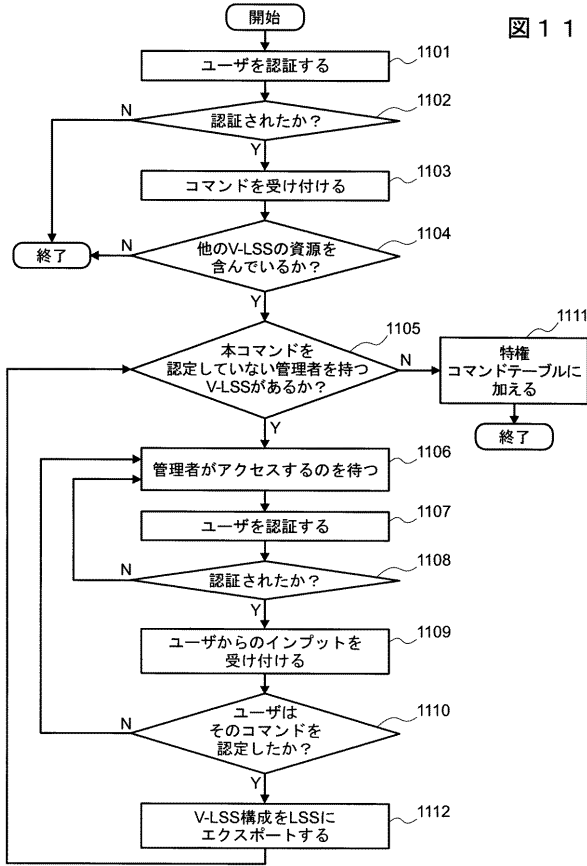 図１１
開始
1101
ユーザを認証する
1102
N
認証されたか？
Y
1103
コマンドを受け付ける
1104
N
他のV-LSSの資源を
含んでいるか？
終了
Y
1105
本コマンドを
認定していない管理者を持つ
V-LSSがあるか？
N
1111
特権
コマンドテーブルに
加える
終了
Y
1106
管理者がアクセスするのを待つ
1107
ユーザを認証する
1108
N
認証されたか？
Y
1109
ユーザからのインプットを
受け付ける
1110
N
ユーザは
そのコマンドを
認定したか？
Y
1112
V-LSS構成をLSSに
エクスポートする